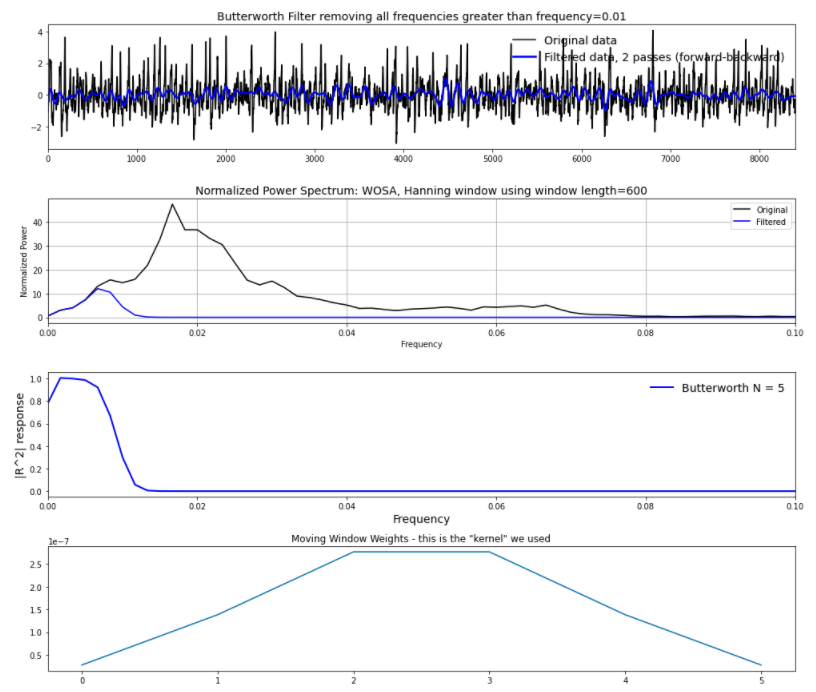 Butterworth Filter removing all frequencies greater than frequency=0.01
4
2
0
−2
Original data
Filtered data, 2 passes (forward-backward)
0 1000 2000 3000 4000 5000 6000 7000 8000
Normalized Power Spectrum: WOSA, Hanning window using window length=600
Normalized Power
40
30
20
10
0
Original
Filtered
0.00 0.02 0.04 0.06 0.08 0.10
Frequency
|R^2| response
1.0
0.8
0.6
0.4
0.2
0.0
Butterworth N = 5
0.00 0.02 0.04 0.06 0.08 0.10
Frequency
Moving Window Weights - this is the "kernel" we used
1e−7
2.5
2.0
1.5
1.0
0.5
0 1 2 3 4 5